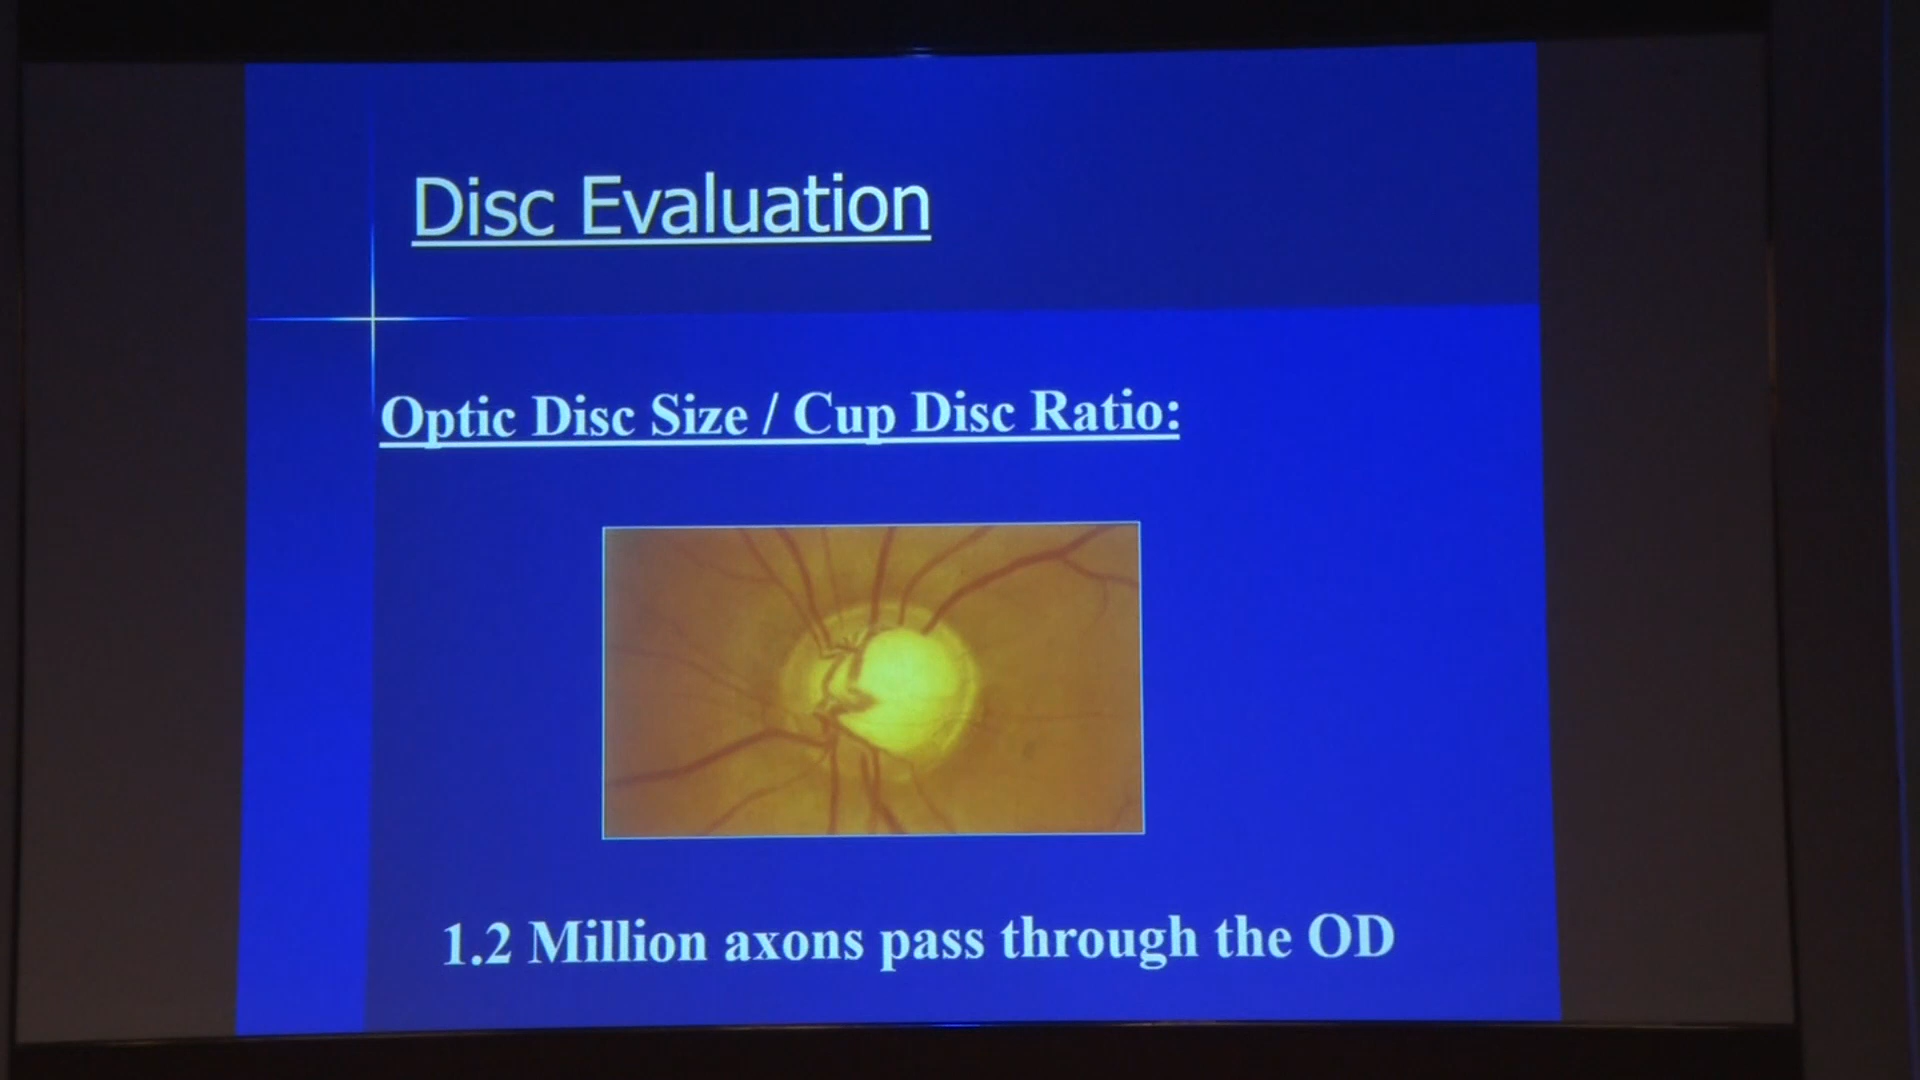 Disc Evaluation
Optic Disc Size / Cup Disc Ratio:
1.2 Million axons pass through the OD